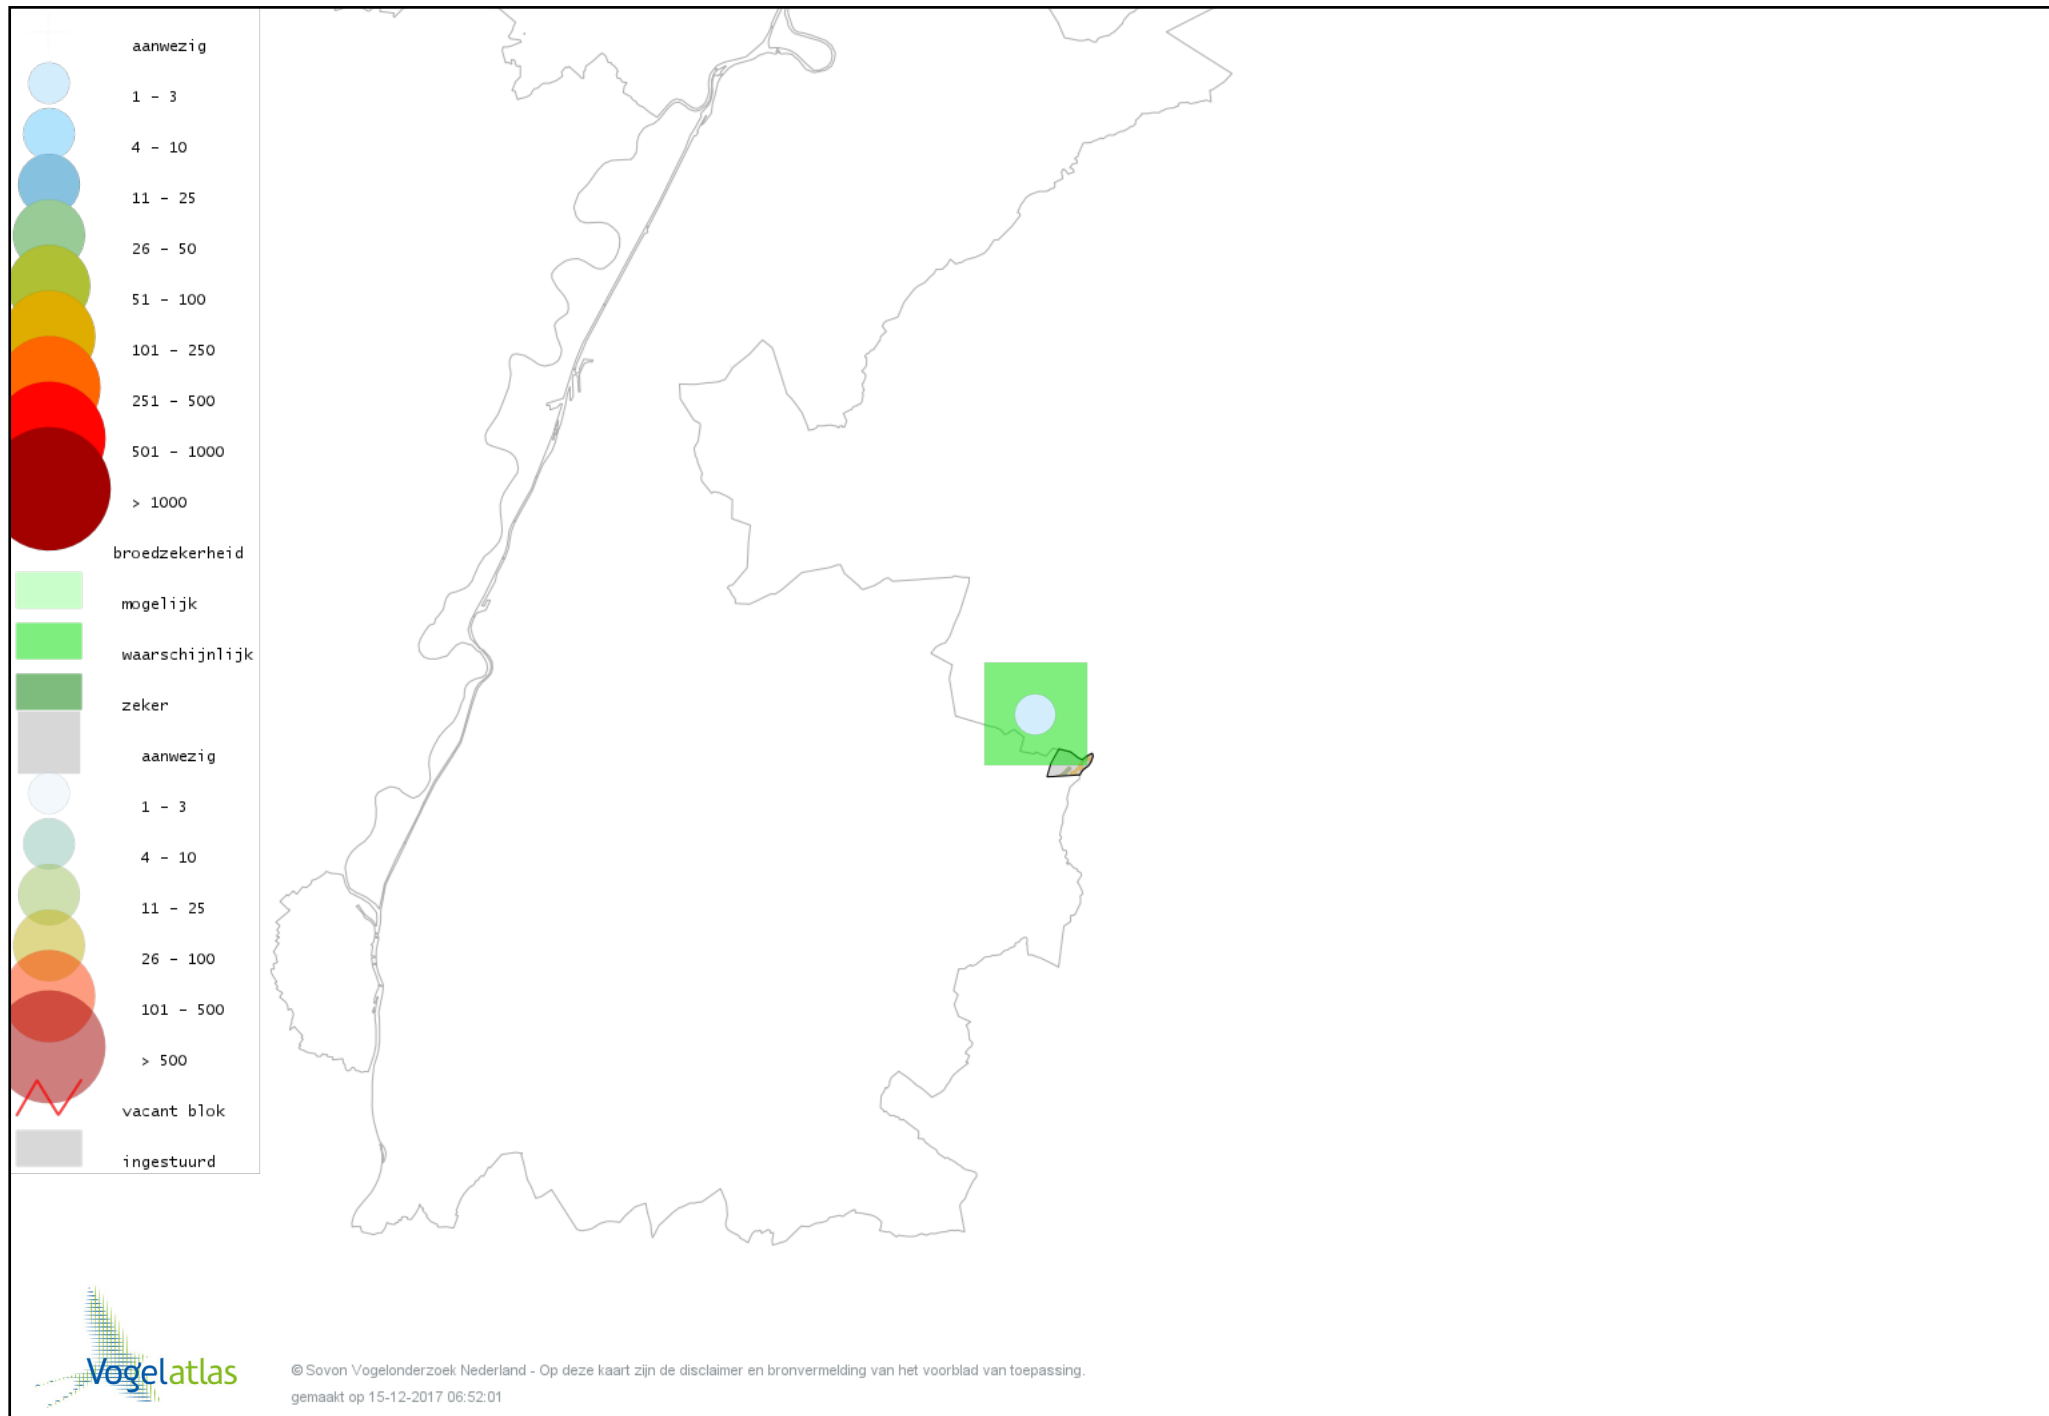 aanwezig
1 - 3
4 - 10
11 - 25
26 - 50
51 - 100
101 - 250
251 - 500
501 - 1000
> 1000
broedzekerheid
mogelijk
waarschijnlijk
zeker
aanwezig
1 - 3
4 - 10
11 - 25
26 - 100
101 - 500
> 500
vacant blok
ingestuurd
Vogelatlas
© Sovon Vogelonderzoek Nederland - Op deze kaart zijn de disclaimer en bronvermelding van het voorblad van toepassing.
gemaakt op 15-12-2017 06:52:01